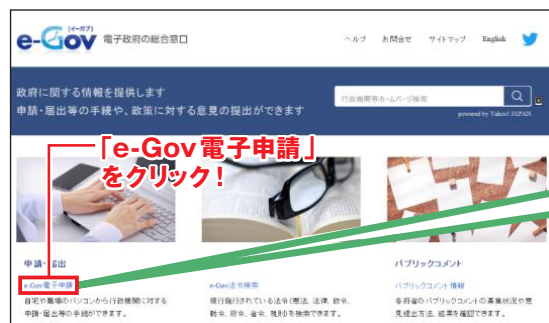 [イーガブ]
e-Gov 電子政府の総合窓口
ヘルプ お問合せ サイトマップ English
政府に関する情報を提供します
申請・届出等の手続や、政策に対する意見の提出ができます
行政機関等ホームページ検索
powered by Yahoo! JAPAN
「e-Gov 電子申請」
をクリック!
申請・届出
e-Gov電子申請
自宅や職場のパソコンから行政機関に対する
申請・届出等の手続ができます。
e-Gov法令検索
現行施行されている法令(憲法、法律、政令、
勅令、府令、省令、規則)を検索できます。
パブリックコメント
パブリックコメント情報
各府省のパブリックコメントの募集状況や意
見提出方法、結果を確認できます。